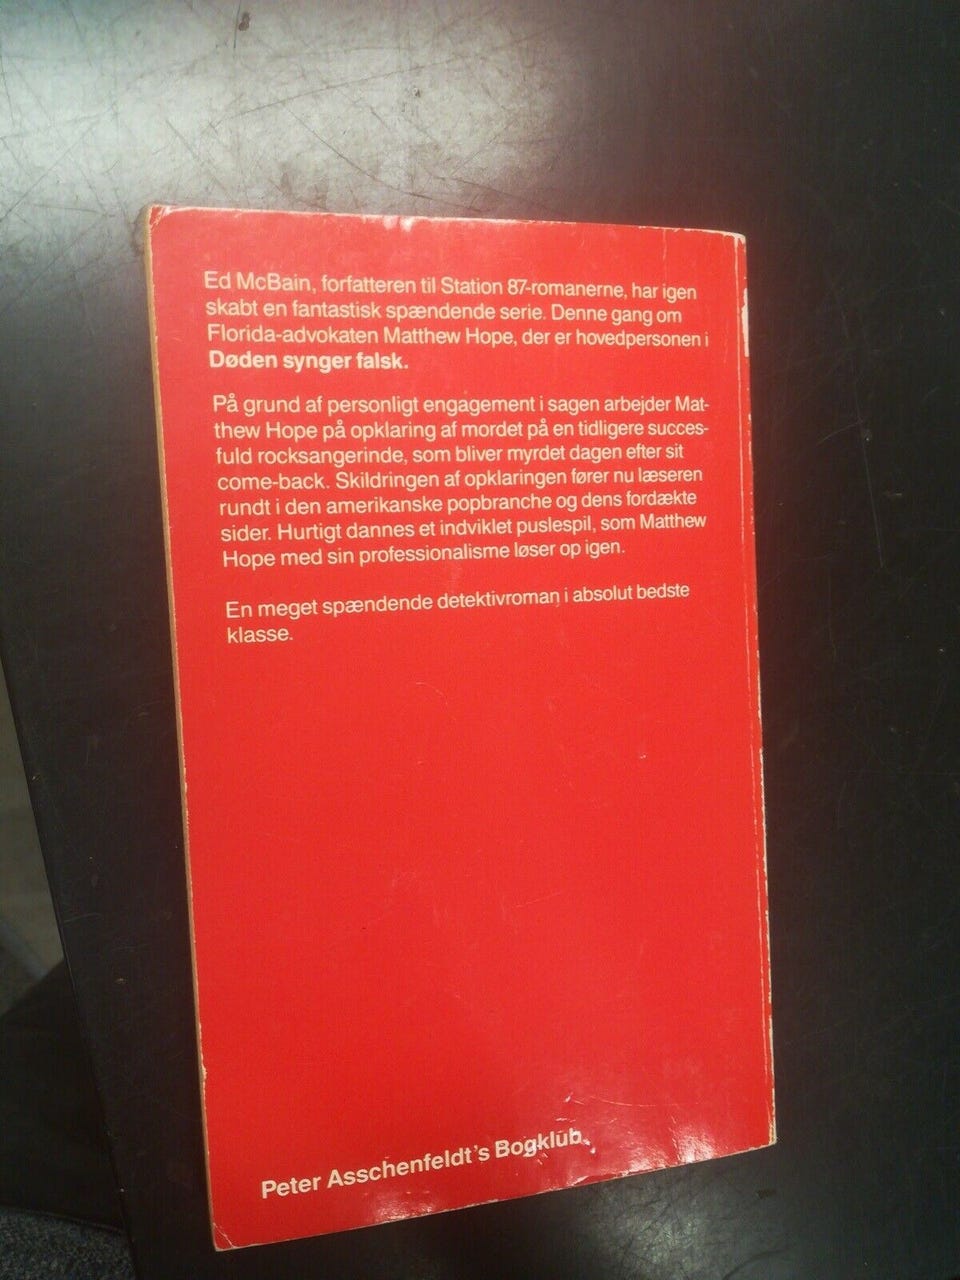 Ed McBain, forfatteren til Station 87-romanerne, har igen
skabt en fantastisk spændende serie. Denne gang om
Florida-advokaten Matthew Hope, der er hovedpersonen i
Døden synger falsk.
På grund af personligt engagement i sagen arbejder Mat-
thew Hope på opklaring af mordet på en tidligere succes-
fuld rocksangerinde, som bliver myrdet dagen efter sit
come-back. Skildringen af opklaringen fører nu læseren
rundt i den amerikanske popbranche og dens fordækte
sider. Hurtigt dannes et indviklet puslespil, som Matthew
Hope med sin professionalisme løser op igen.
En meget spændende detektivroman i absolut bedste
klasse.
Peter Asschenfeldt's Bogklub